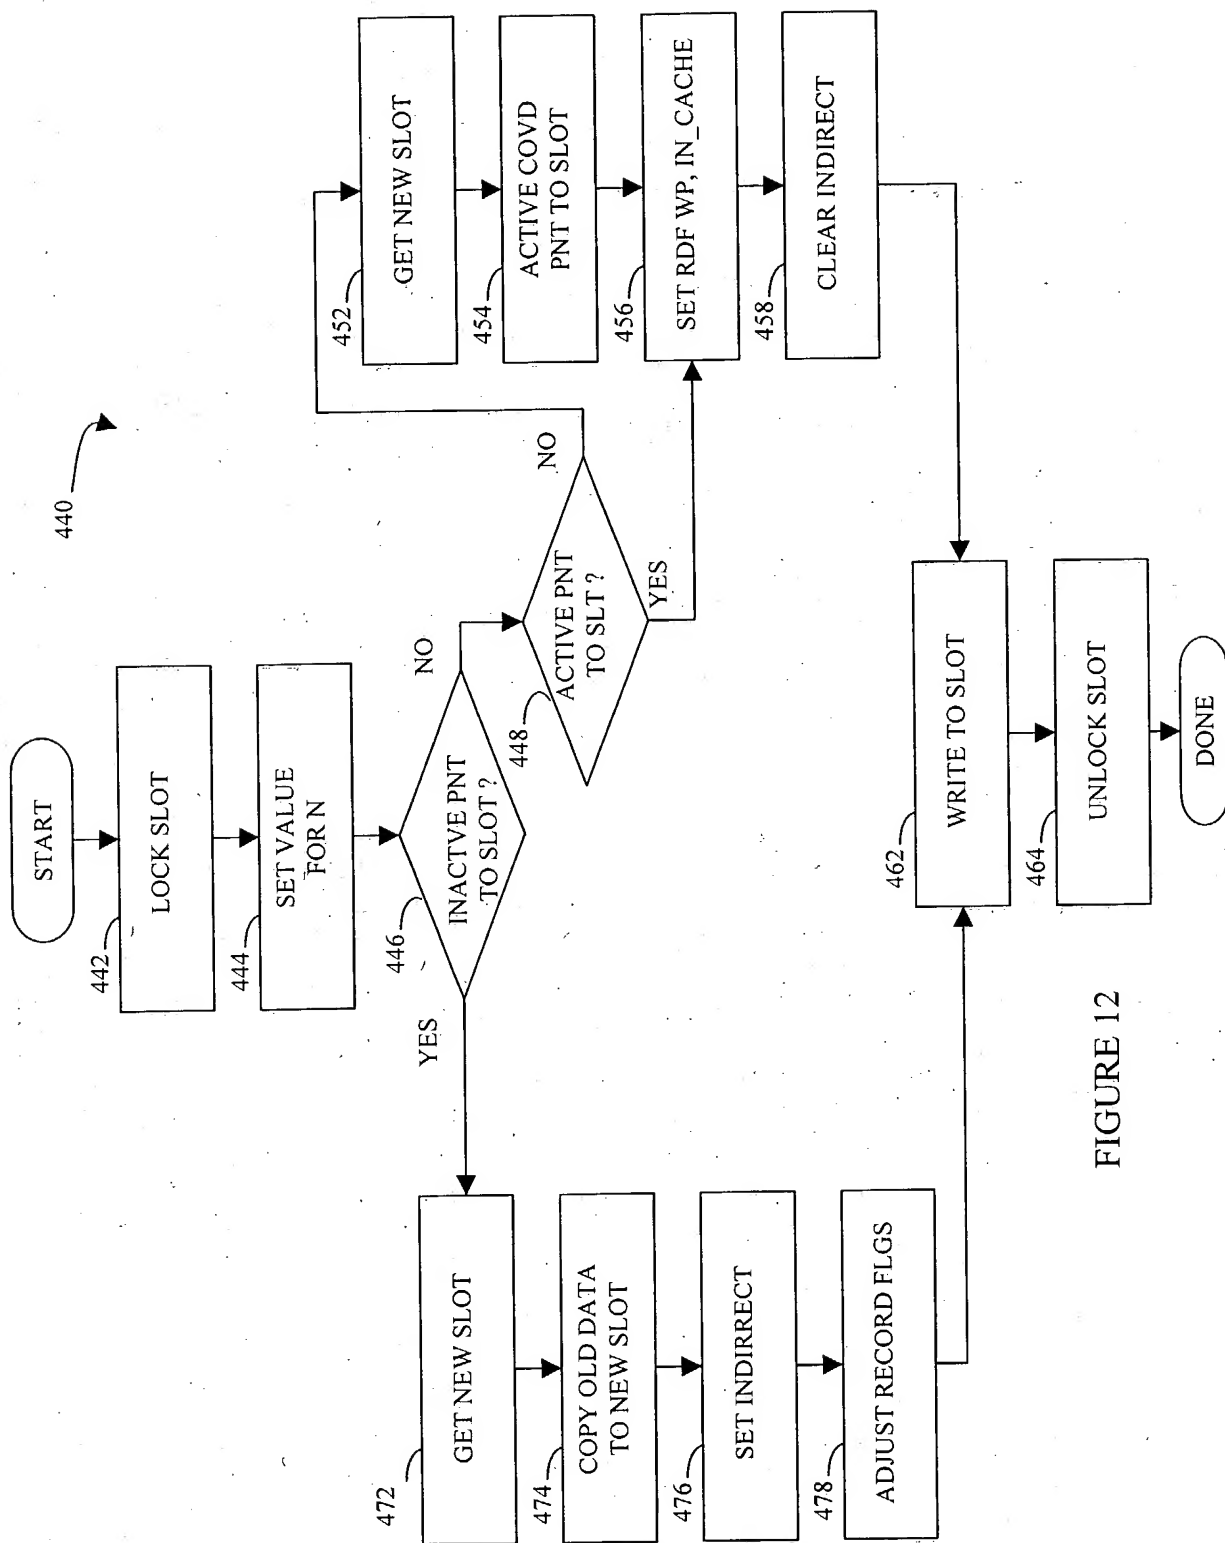 440
START
442
LOCK SLOT
444
SET VALUE
FOR N
446
INACTVE PNT
TO SLOT ?
YES
NO
448
ACTIVE PNT
TO SLT ?
NO
YES
452
GET NEW SLOT
454
ACTIVE COVD
PNT TO SLOT
456
SET RDF WP, IN_CACHE
458
CLEAR INDIRECT
472
GET NEW SLOT
474
COPY OLD DATA
TO NEW SLOT
476
SET INDIRRECT
478
ADJUST RECORD FLGS
462
WRITE TO SLOT
464
UNLOCK SLOT
DONE
FIGURE 12